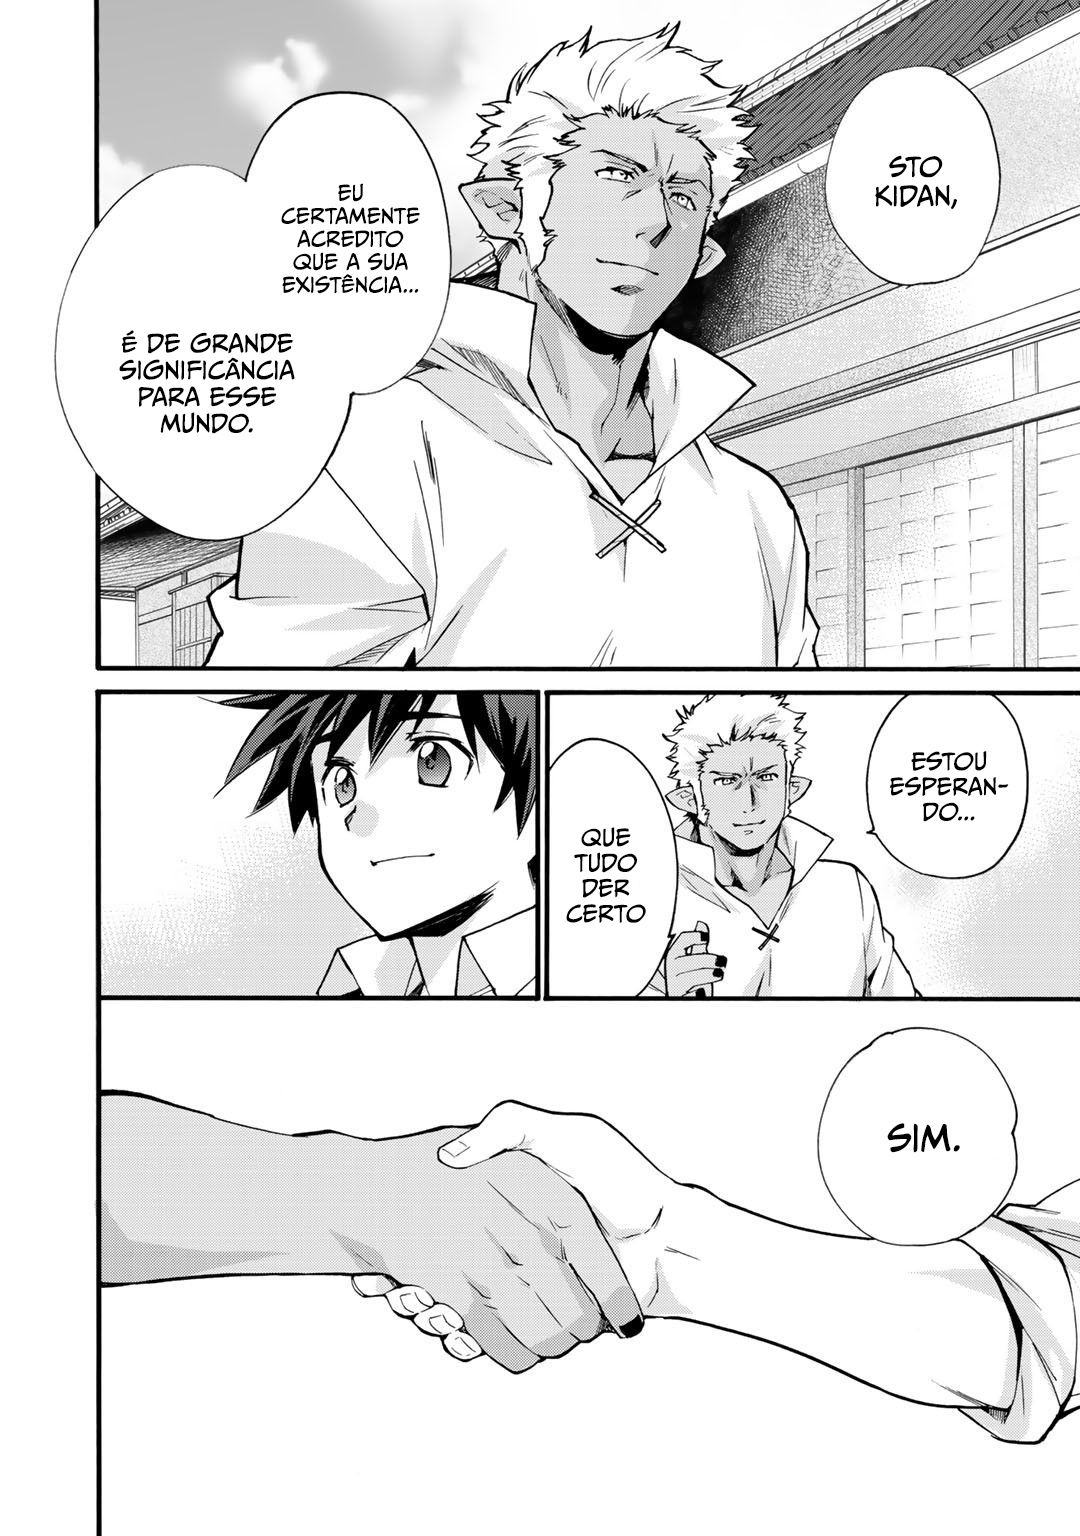 STO
KIDAN,
EU
CERTAMENTE
ACREDITO
QUE A SUA
EXISTÊNCIA...
É DE GRANDE
SIGNIFICÂNCIA
PARA ESSE
MUNDO.
ESTOU
ESPERAN-
DO...
QUE
TUDO
DER
CERTO
SIM.